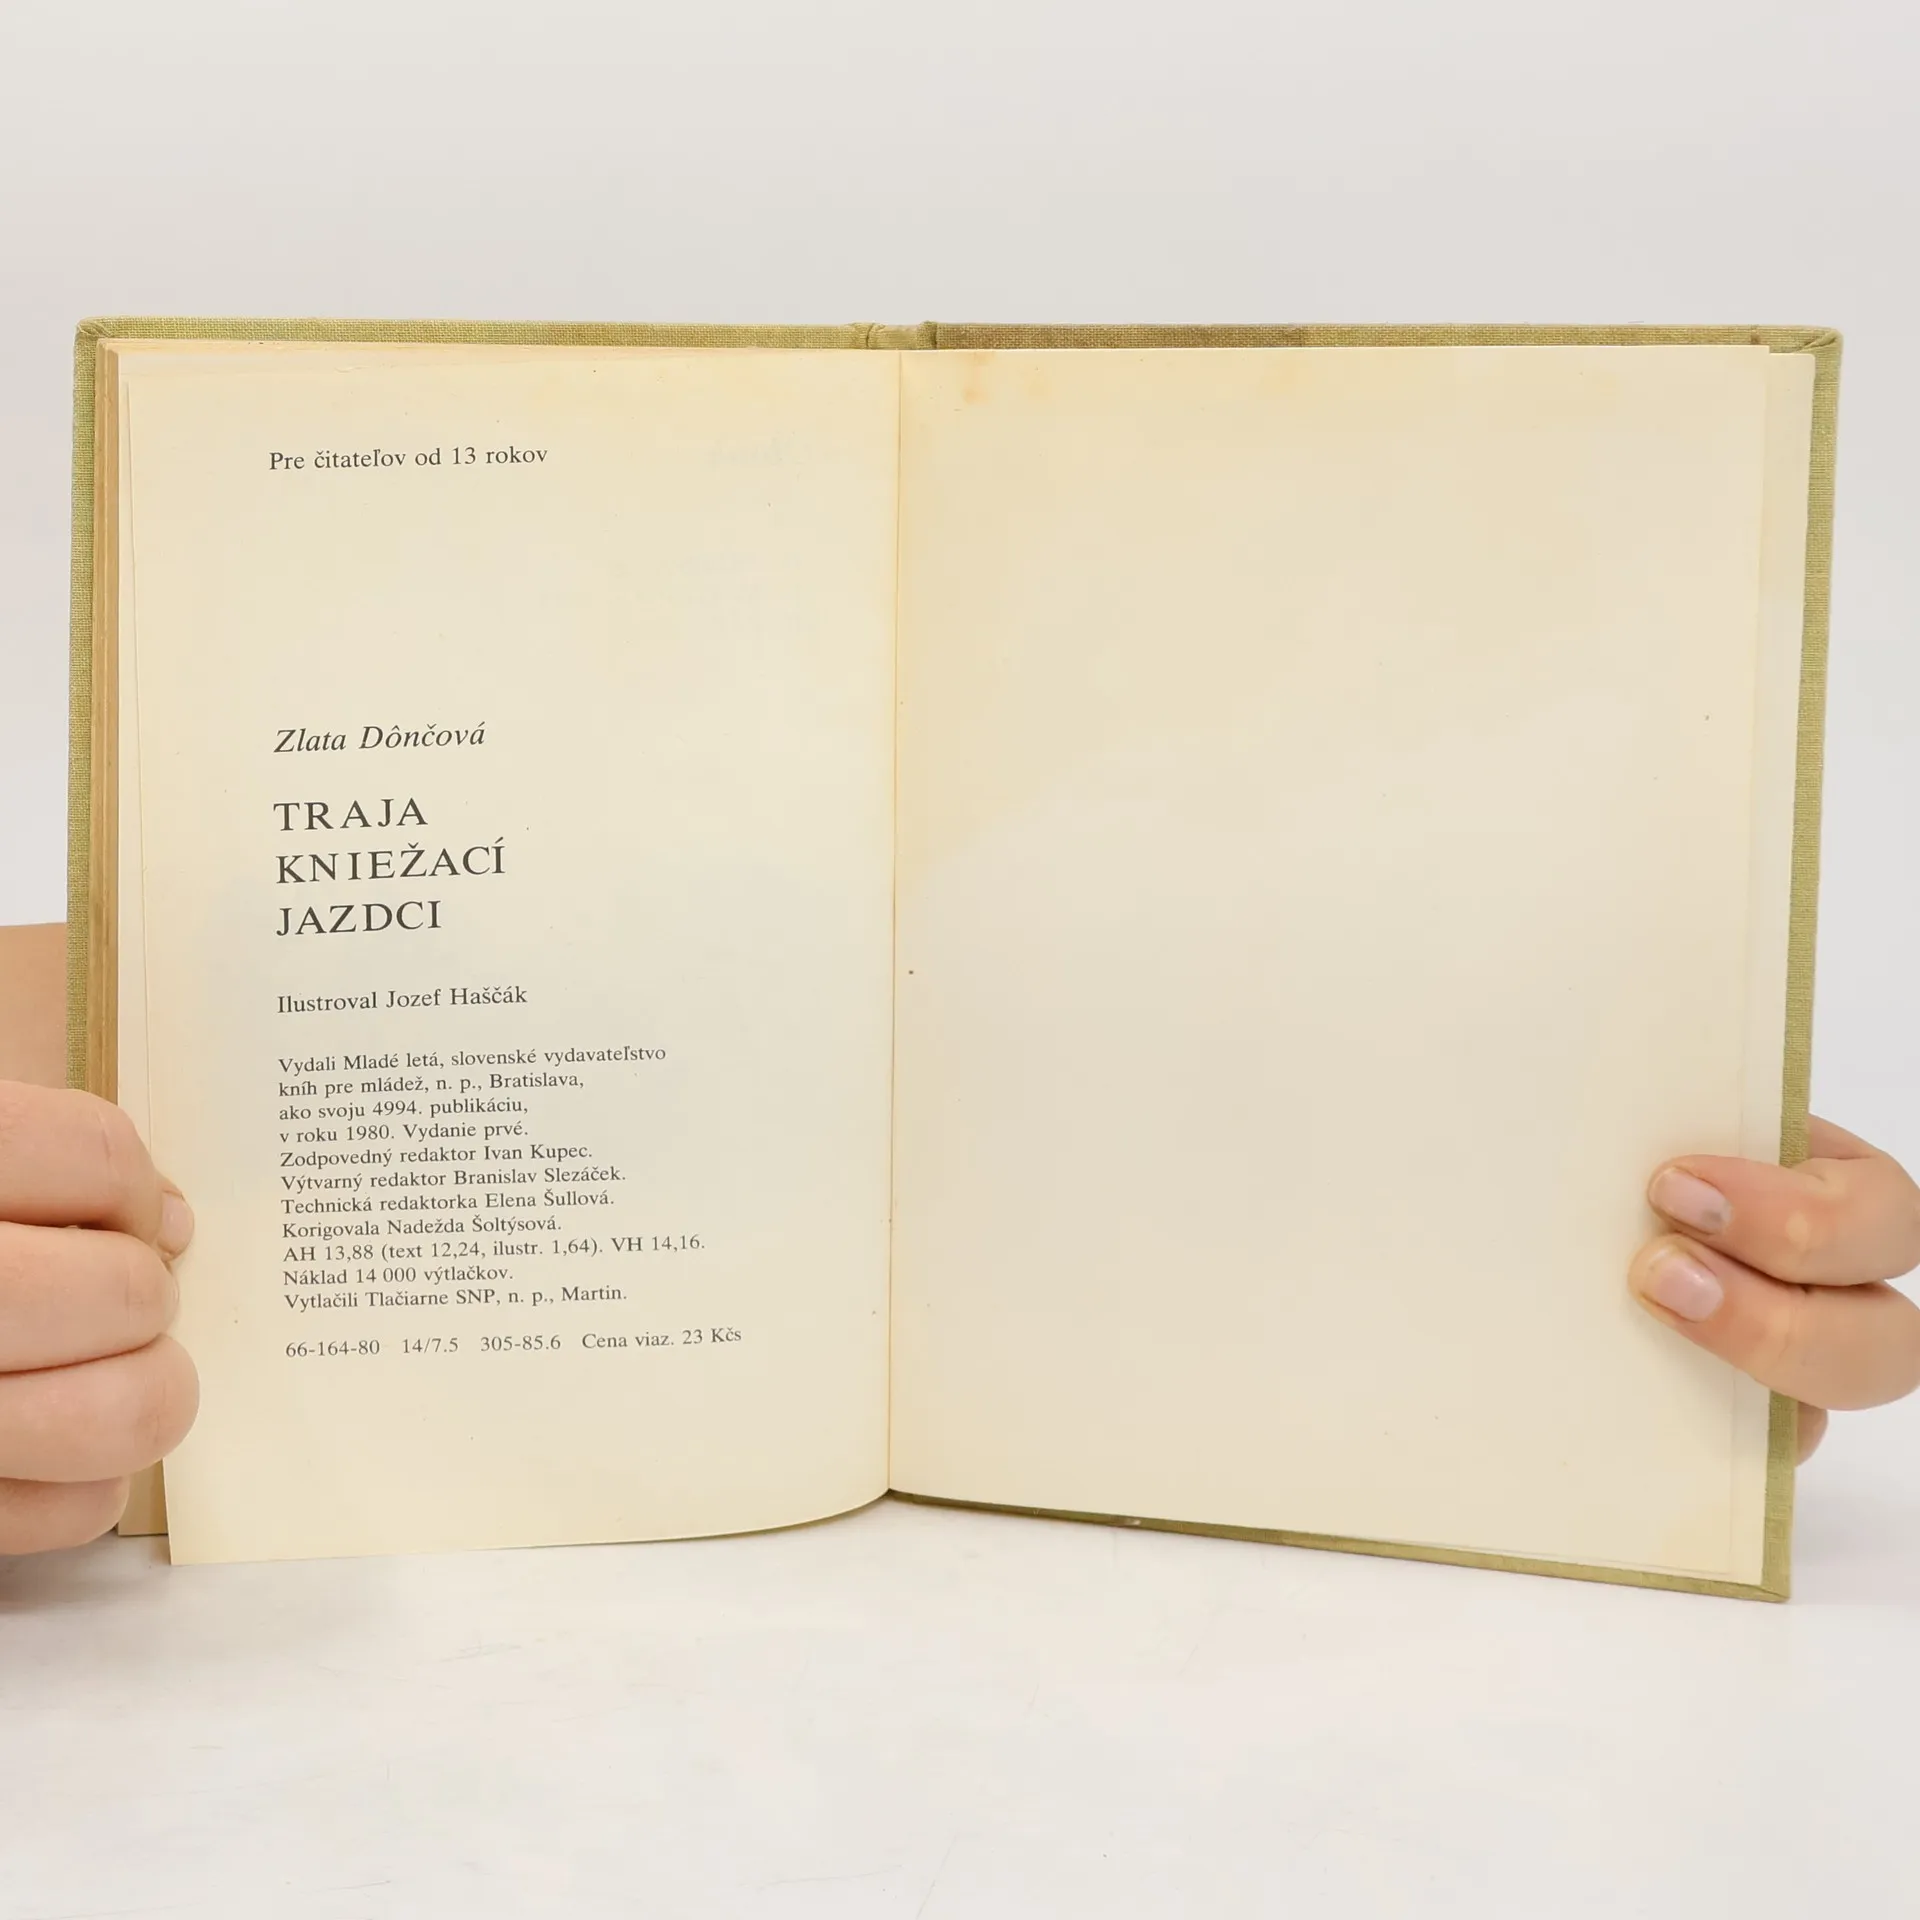 Pre čitateľov od 13 rokov
Zlata Dônčová
TRAJA
KNIEŽACÍ
JAZDCI
Ilustroval Jozef Haščák
Vydali Mladé letá, slovenské vydavateľstvo
kníh pre mládež, n. p., Bratislava,
ako svoju 4994. publikáciu,
v roku 1980. Vydanie prvé.
Zodpovedný redaktor Ivan Kupec.
Výtvarný redaktor Branislav Slezáček.
Technická redaktorka Elena Šullová.
Korigovala Nadežda Šoltýsová.
AH 13,88 (text 12,24, ilustr. 1,64). VH 14,16.
Náklad 14 000 výtlačkov.
Vytlačili Tlačiarne SNP, n. p., Martin.
66-164-80 14/7.5 305-85.6 Cena viaz. 23 Kčs